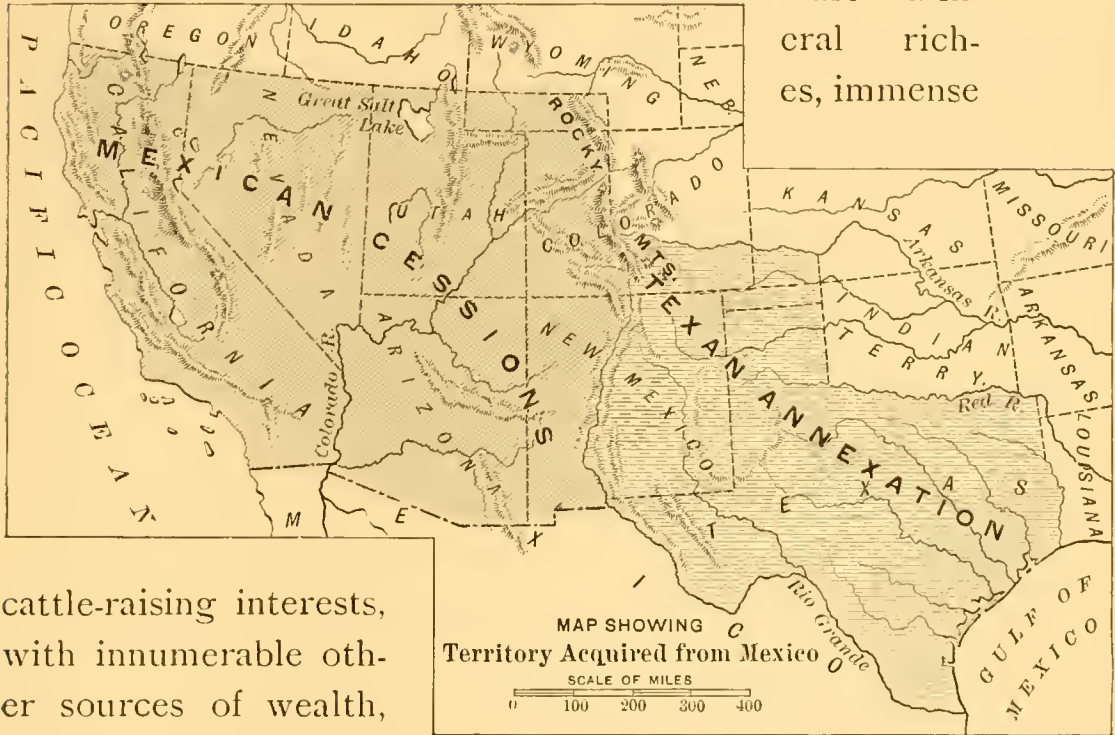 cral rich-
es, immense
OREGON
IDAHO
WYOMING
NEB.
PACIFIC OCEAN
CALIFORNIA
NEVADA
Great Salt
Lake
UTAH
ROCKY
MTS.
COLORADO
KANSAS
MISSOURI
Arkansas R.
INDIAN
TERRY.
ARKANSAS
LOUISIANA
Red R.
MEXICAN CESSIONS
TEXAN ANNEXATION
ARIZONA
NEW
MEXICO
Colorado R.
TEXAS
MEXICO
Rio Grande
GULF OF
MEXICO
cattle-raising interests,
with innumerable oth-
er sources of wealth,
MAP SHOWING
Territory Acquired from Mexico
SCALE OF MILES
0 100 200 300 400